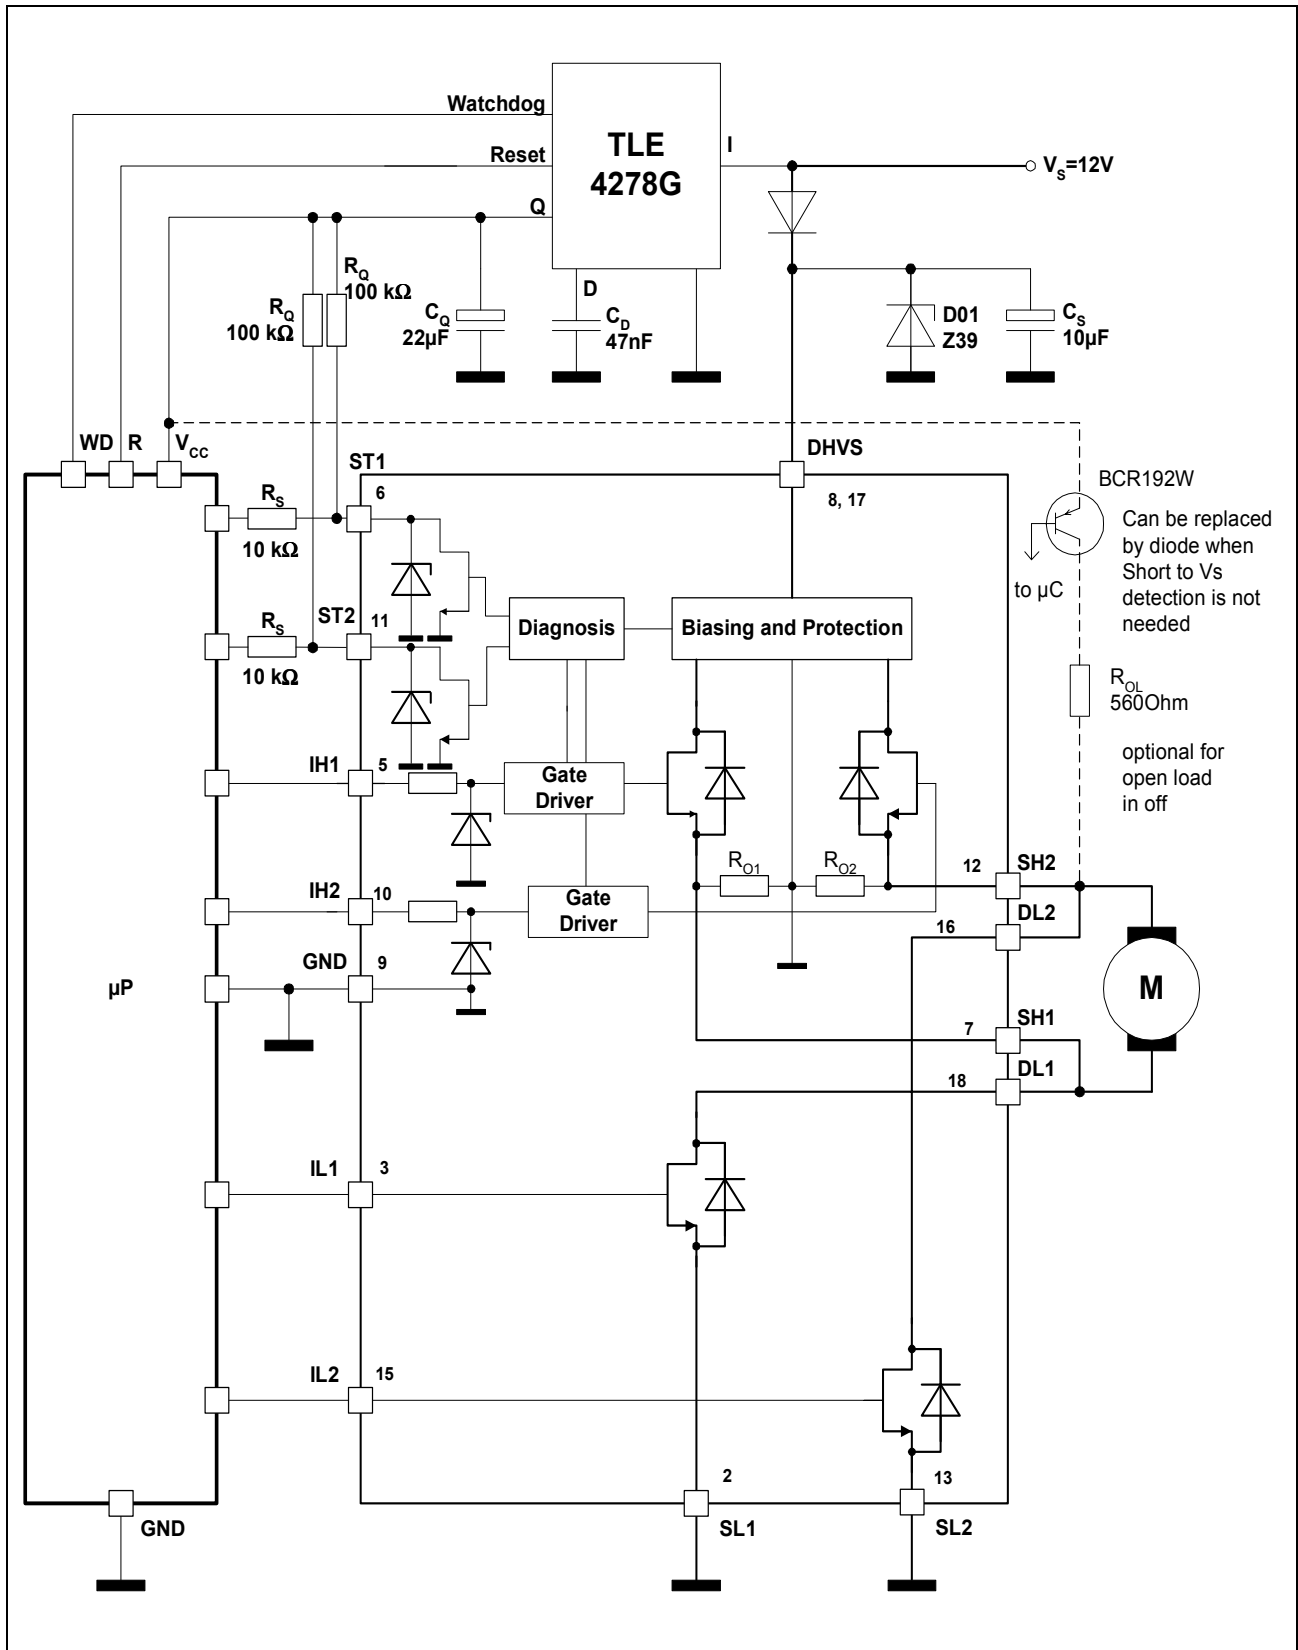 Watchdog
TLE
4278G
I
Reset
V_S=12V
Q
R_Q
100 kΩ
R_Q
100 kΩ
C_Q
22µF
D
C_D
47nF
D01
Z39
C_S
10µF
WD
R
V_CC
ST1
DHVS
6
8, 17
BCR192W
R_S
10 kΩ
Can be replaced
by diode when
Short to Vs
detection is not
needed
to µC
R_S
10 kΩ
ST2
11
Diagnosis
Biasing and Protection
R_OL
560Ohm
optional for
open load
in off
IH1
5
Gate
Driver
R_O1
R_O2
12
SH2
IH2
10
Gate
Driver
16
DL2
GND
9
µP
M
7
SH1
18
DL1
IL1
3
IL2
15
2
13
GND
SL1
SL2